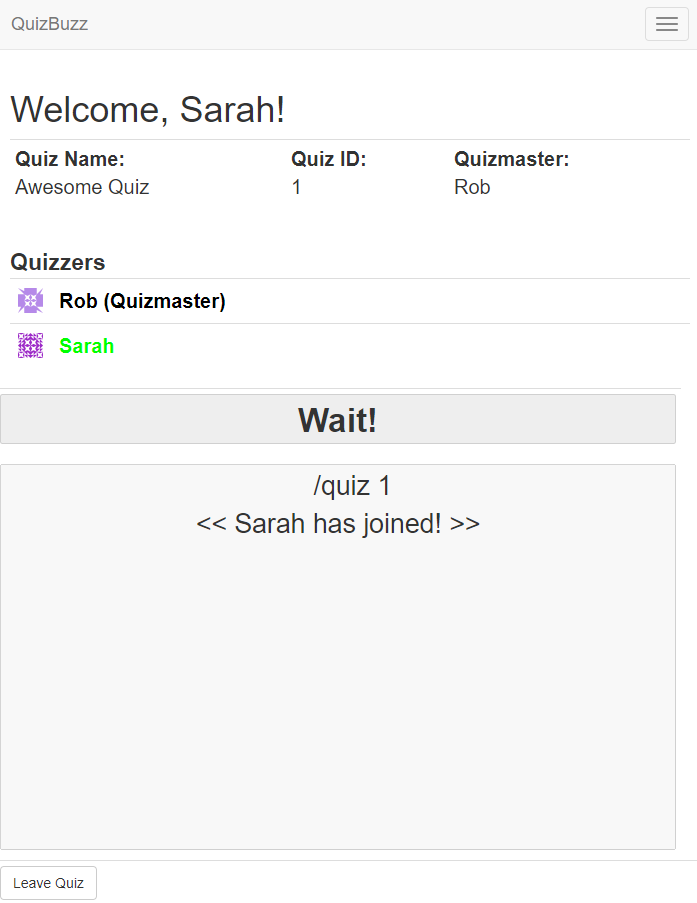 QuizBuzz
Welcome, Sarah!
Quiz Name: Quiz ID: Quizmaster:
Awesome Quiz 1 Rob
Quizzers
Rob (Quizmaster)
Sarah
Wait!
/quiz 1
<< Sarah has joined! >>
Leave Quiz